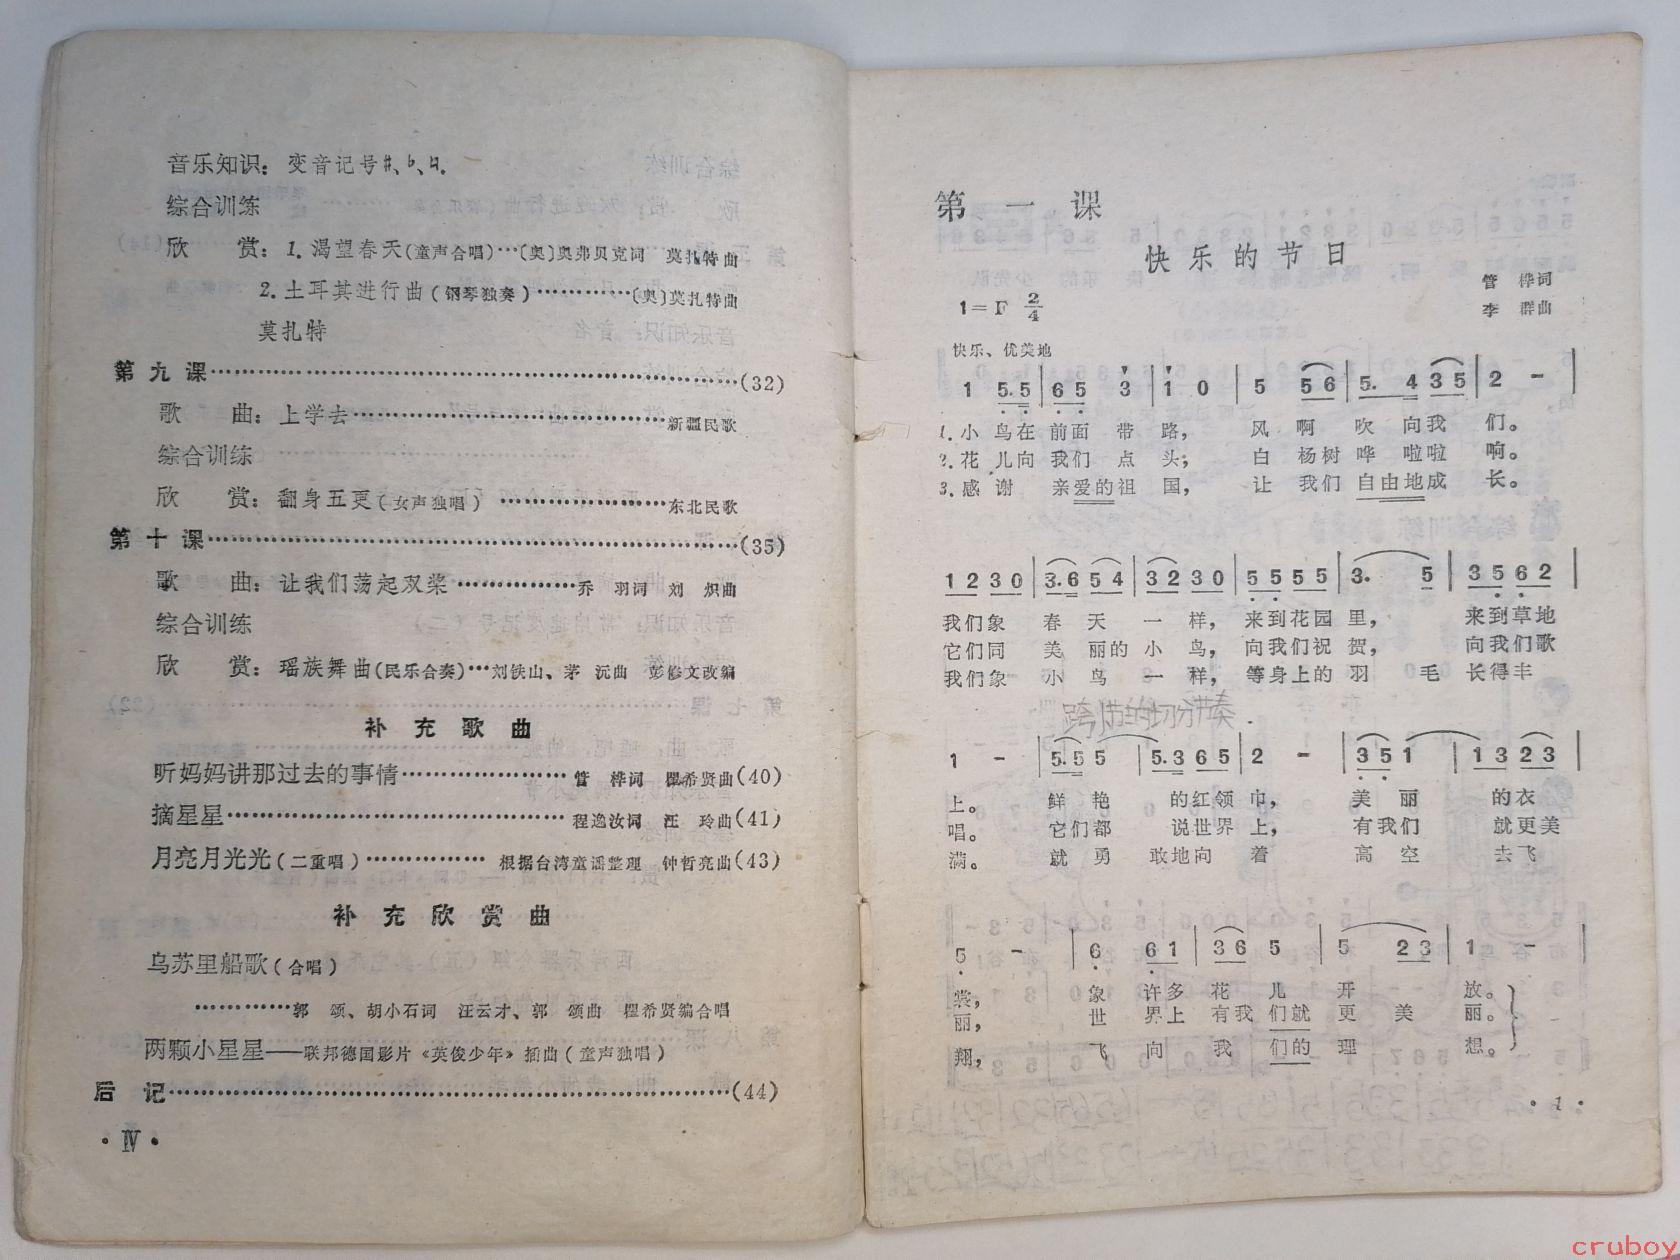 音乐知识：变音记号♯、♭、♮.
综合训练
欣　赏：1. 渴望春天(童声合唱)…〔奥〕奥弗贝克词　莫扎特曲
2. 土耳其进行曲(钢琴独奏)…………〔奥〕莫扎特曲
莫扎特
第九课……………………………………………(32)
歌　曲：上学去……………………………新疆民歌
综合训练
欣　赏：翻身五更(女声独唱)………………东北民歌
第十课……………………………………………(35)
歌　曲：让我们荡起双桨……………乔　羽词　刘　炽曲
综合训练
欣　赏：瑶族舞曲(民乐合奏)…刘铁山、茅　沅曲　彭修文改编
补充歌曲
听妈妈讲那过去的事情…………………管　桦词　瞿希贤曲(40)
摘星星……………………………………程逸汝词　汪　玲曲(41)
月亮月光光(二重唱)……………根据台湾童谣整理　钟哲亮曲(43)
补充欣赏曲
乌苏里船歌(合唱)
…………郭　颂、胡小石词　汪云才、郭　颂曲　瞿希贤编合唱
两颗小星星——联邦德国影片《英俊少年》插曲(童声独唱)
后　记……………………………………………(44)
·Ⅳ·
第一课
快乐的节日
管　桦词
1=F 2/4
李　群曲
快乐、优美地
1 5.5 | 6 5 3 | 1 0 | 5 5 6 | 5. 4 3 5 | 2 - |
1.小鸟在前面带路，风啊吹向我们。
2.花儿向我们点头；白杨树哗啦啦响。
3.感谢亲爱的祖国，让我们自由地成长。
1 2 3 0 | 3.6 5 4 | 3 2 3 0 | 5 5 5 5 | 3. 5 | 3 5 6 2 |
我们象春天一样，来到花园里，来到草地
它们同美丽的小鸟，向我们祝贺，向我们歌
我们象小鸟一样，等身上的羽毛长得丰
跨小节的切分节奏
1 - | 5.5 5 | 5.3 6 5 | 2 - | 3 5 1 | 1 3 2 3 |
上。鲜艳的红领巾，美丽的衣
唱。它们都说世界上，有我们就更美
满。就勇敢地向着高空去飞
5 - | 6 6 1 | 3 6 5 | 5 2 3 | 1 - |
裳，象许多花儿开放。
丽，世界上有我们就更美丽。
翔，飞向我们的理想。
·1·
cruboy